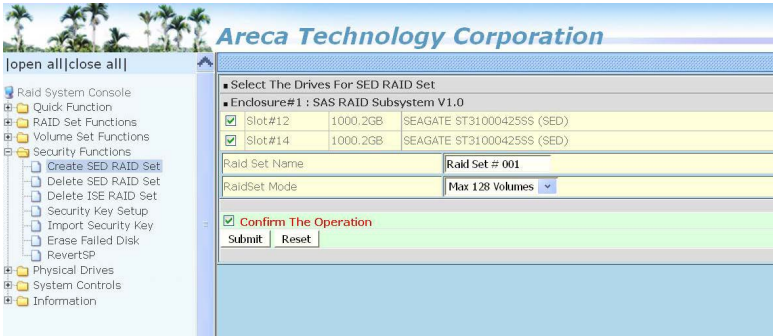 Areca Technology Corporation
|open all|close all|
Raid System Console
Quick Function
RAID Set Functions
Volume Set Functions
Security Functions
Create SED RAID Set
Delete SED RAID Set
Delete ISE RAID Set
Security Key Setup
Import Security Key
Erase Failed Disk
RevertSP
Physical Drives
System Controls
Information
Select The Drives For SED RAID Set
Enclosure#1 : SAS RAID Subsystem V1.0
Slot#12 1000.2GB SEAGATE ST31000425SS (SED)
Slot#14 1000.2GB SEAGATE ST31000425SS (SED)
Raid Set Name Raid Set # 001
RaidSet Mode Max 128 Volumes
Confirm The Operation
Submit Reset